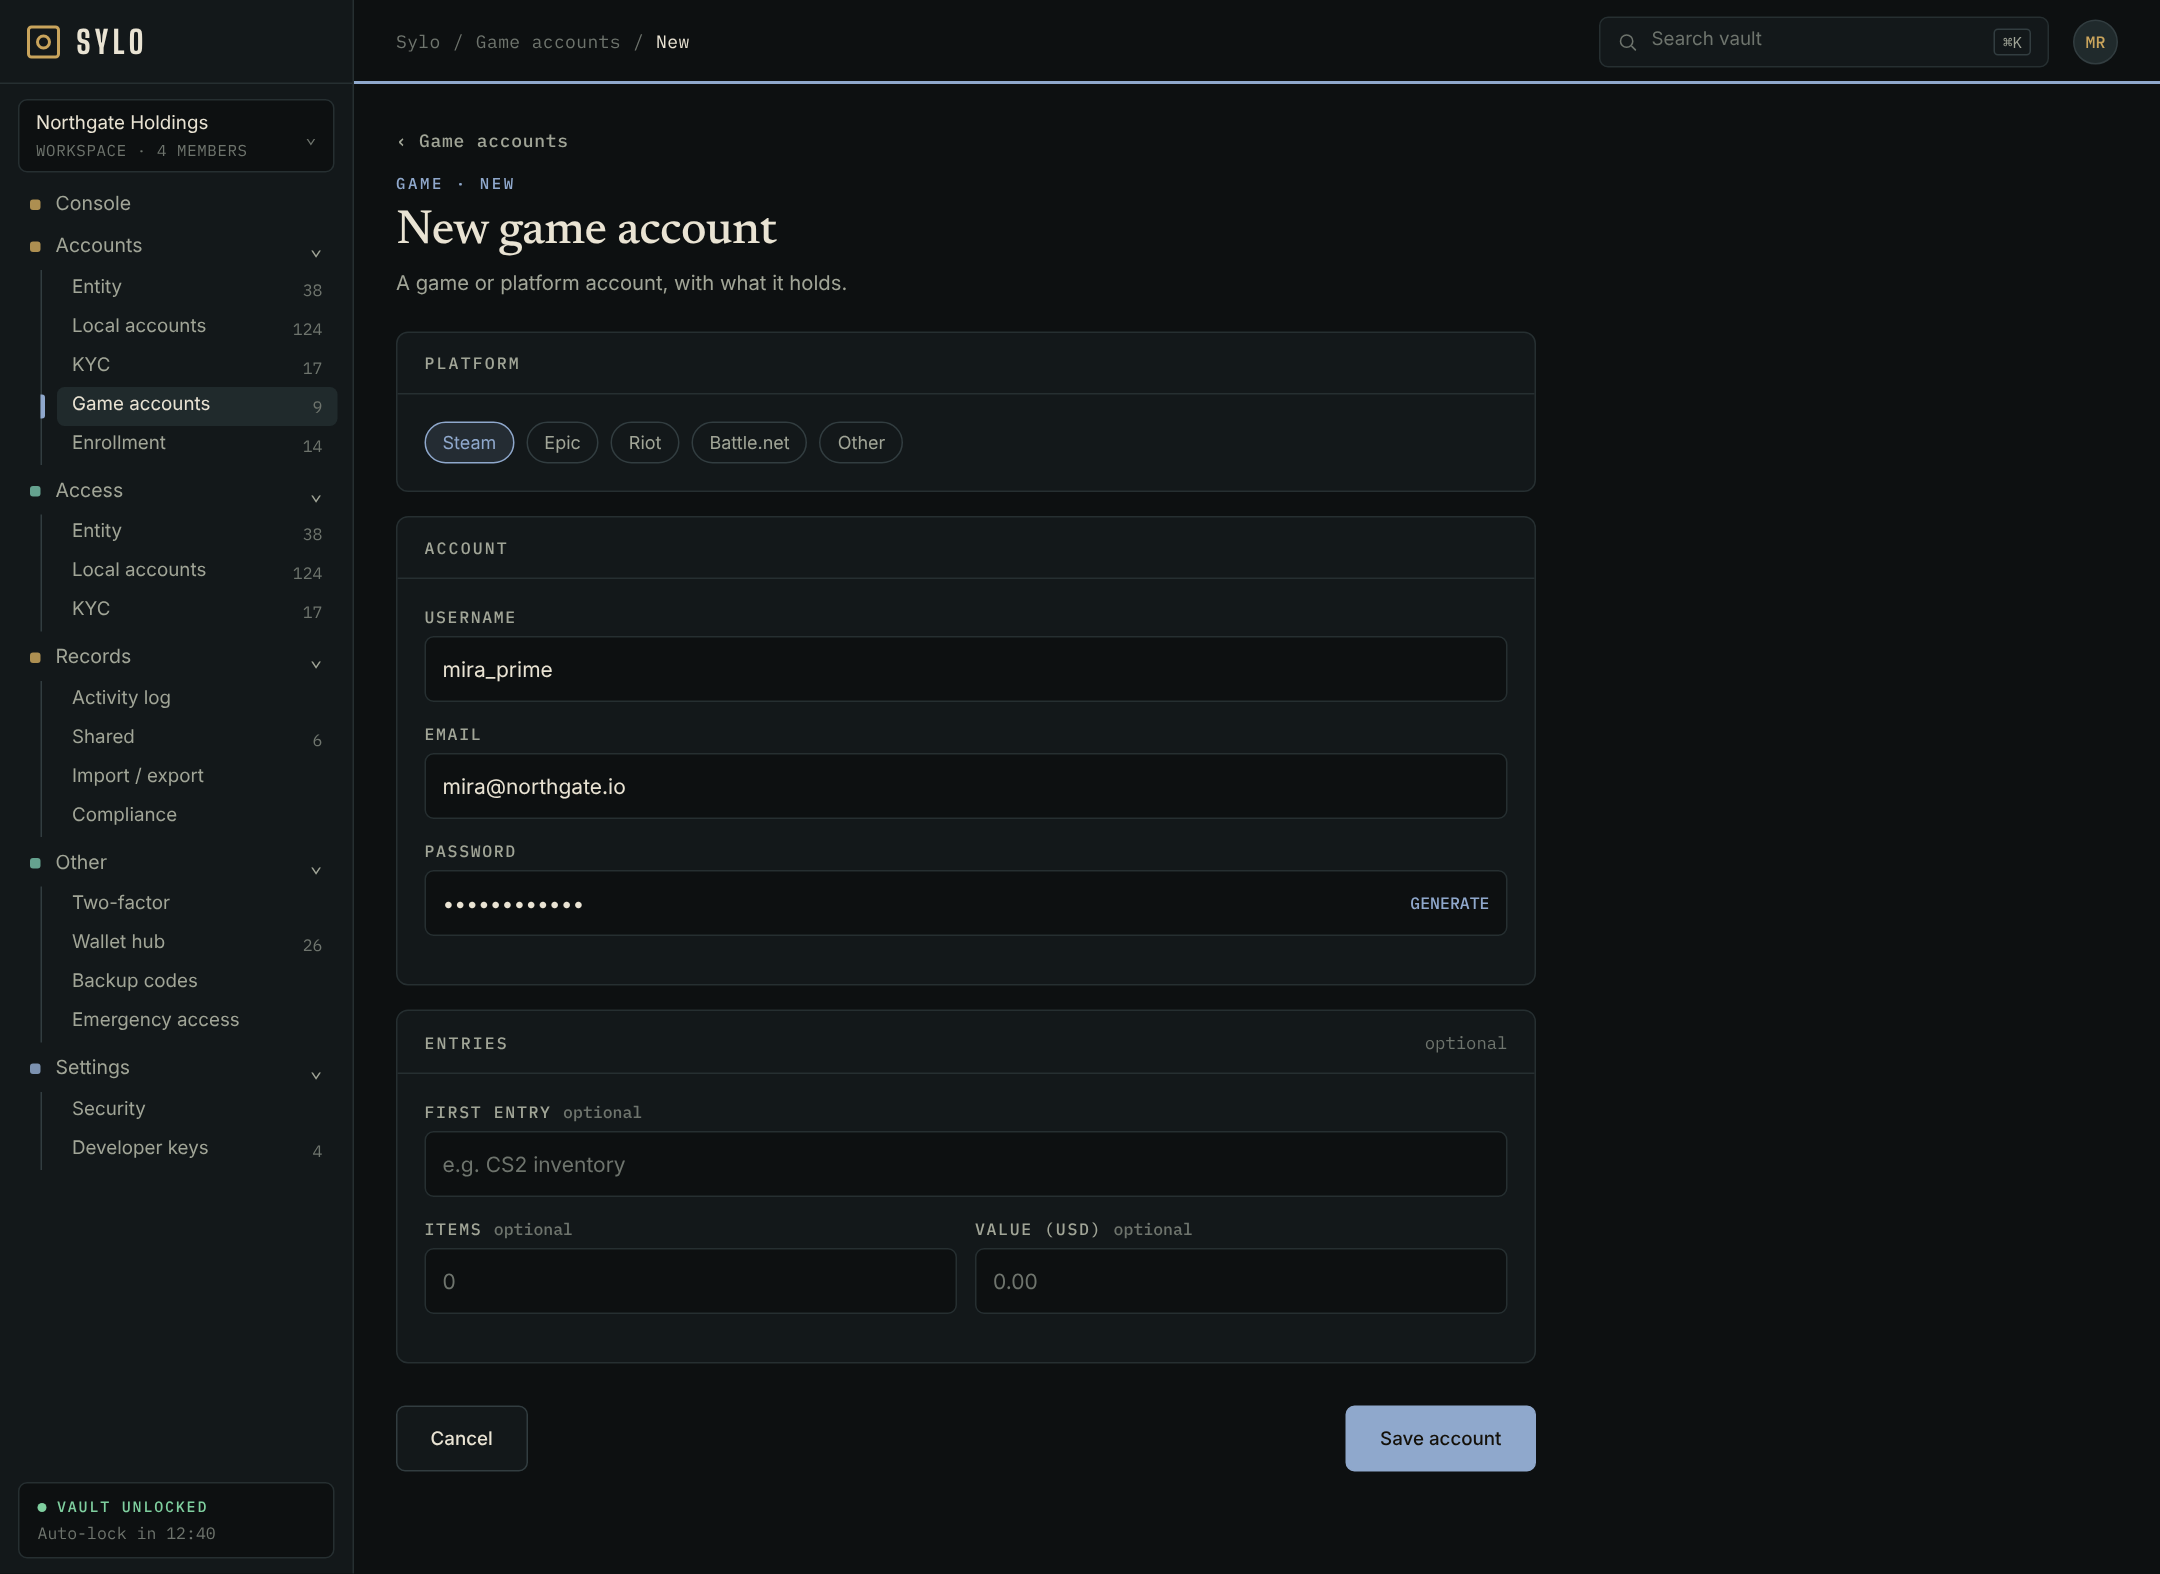 SYLO
Northgate Holdings
WORKSPACE · 4 MEMBERS
Console
Accounts
Entity 38
Local accounts 124
KYC 17
Game accounts 9
Enrollment 14
Access
Entity 38
Local accounts 124
KYC 17
Records
Activity log
Shared 6
Import / export
Compliance
Other
Two-factor
Wallet hub 26
Backup codes
Emergency access
Settings
Security
Developer keys 4
VAULT UNLOCKED
Auto-lock in 12:40
Sylo / Game accounts / New
Search vault ⌘K
MR
‹ Game accounts
GAME · NEW
New game account
A game or platform account, with what it holds.
PLATFORM
Steam Epic Riot Battle.net Other
ACCOUNT
USERNAME
mira_prime
EMAIL
mira@northgate.io
PASSWORD
•••••••••••• GENERATE
ENTRIES optional
FIRST ENTRY optional
e.g. CS2 inventory
ITEMS optional VALUE (USD) optional
0 0.00
Cancel Save account